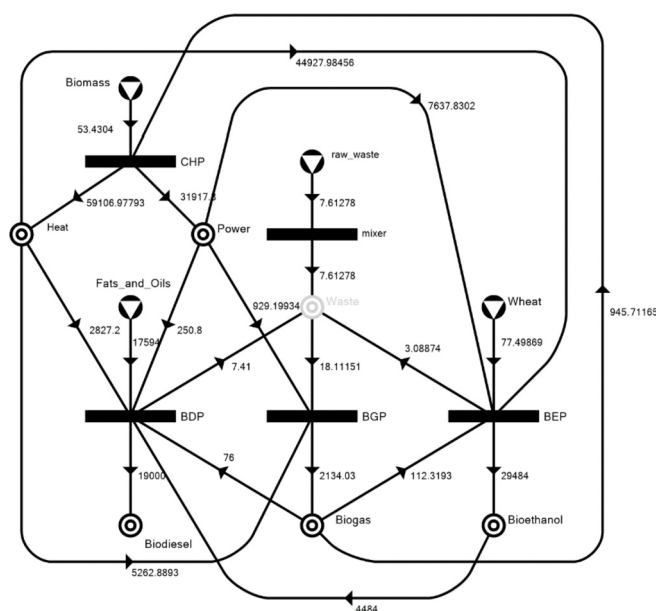 44927.98456
Biomass
7637.8302
53.4304
raw_waste
CHP
59106.97793
31917.3
7.61278
Heat
Power
mixer
7.61278
Fats_and_Oils
Waste
Wheat
929.19934
945.71165
2827.2
17594
250.8
3.08874
77.49869
7.41
18.11151
BDP
BGP
BEP
76
19000
2134.03
112.3193
29484
Biogas
Bioethanol
Biodiesel
5262.8893
4484